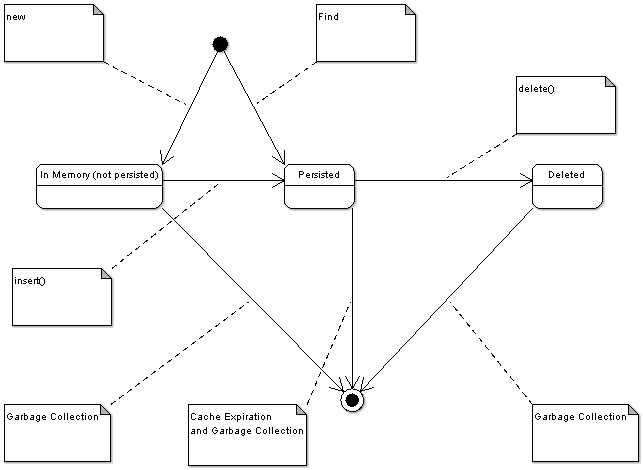 new
Find
delete()
In Memory (not persisted)
Persisted
Deleted
insert()
Garbage Collection
Cache Expiration
and Garbage Collection
Garbage Collection